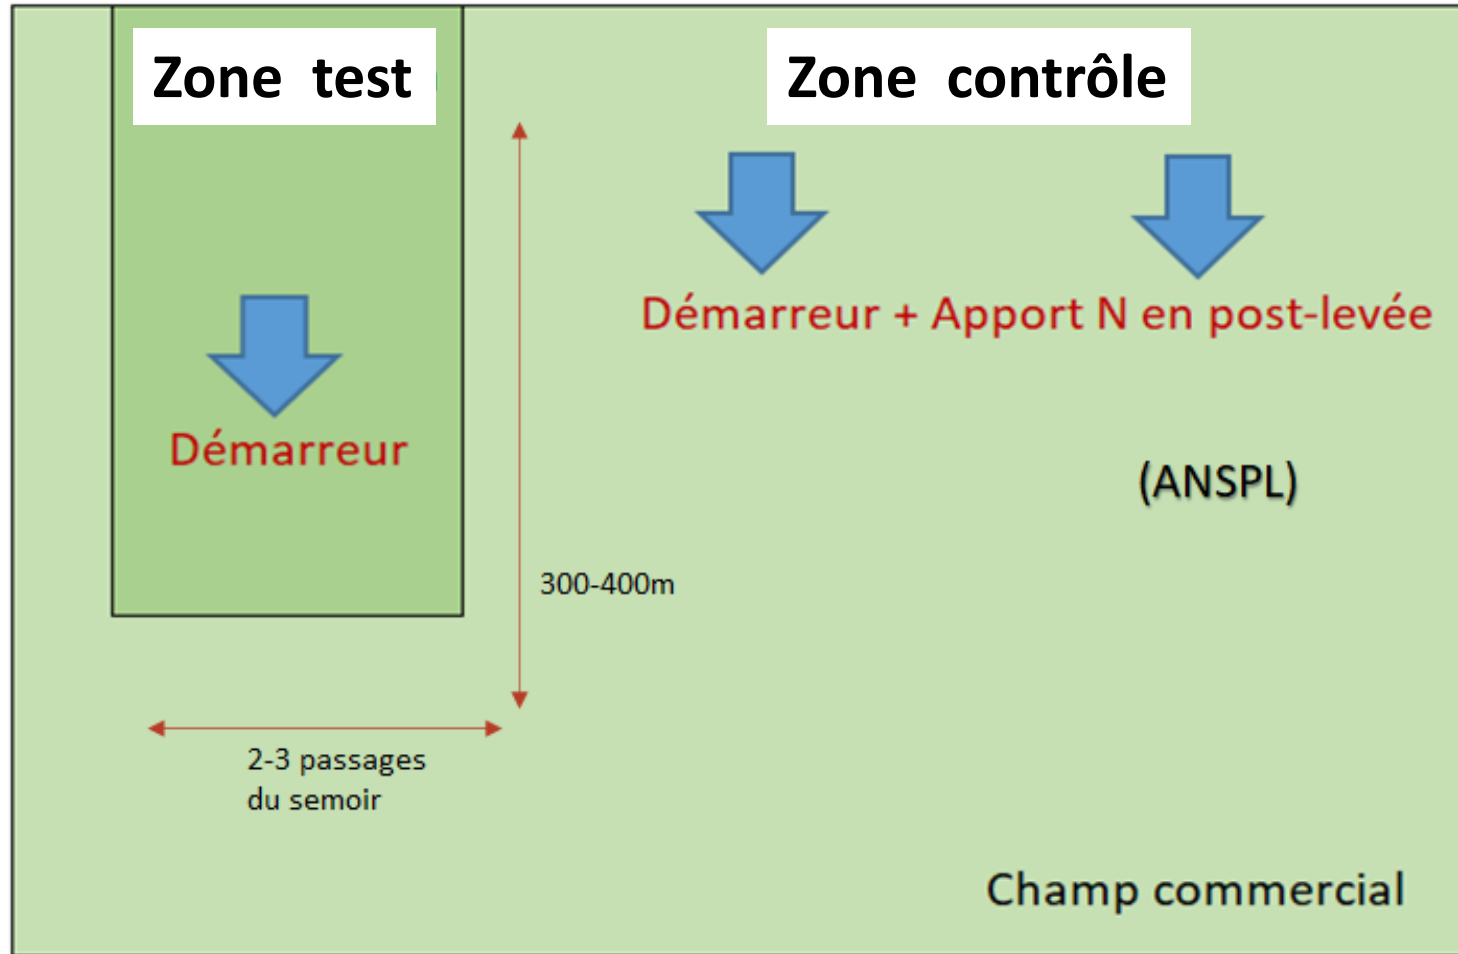 Zone test
Zone contrôle
Démarreur + Apport N en post-levée
Démarreur
(ANSPL)
300-400m
2-3 passages
du semoir
Champ commercial